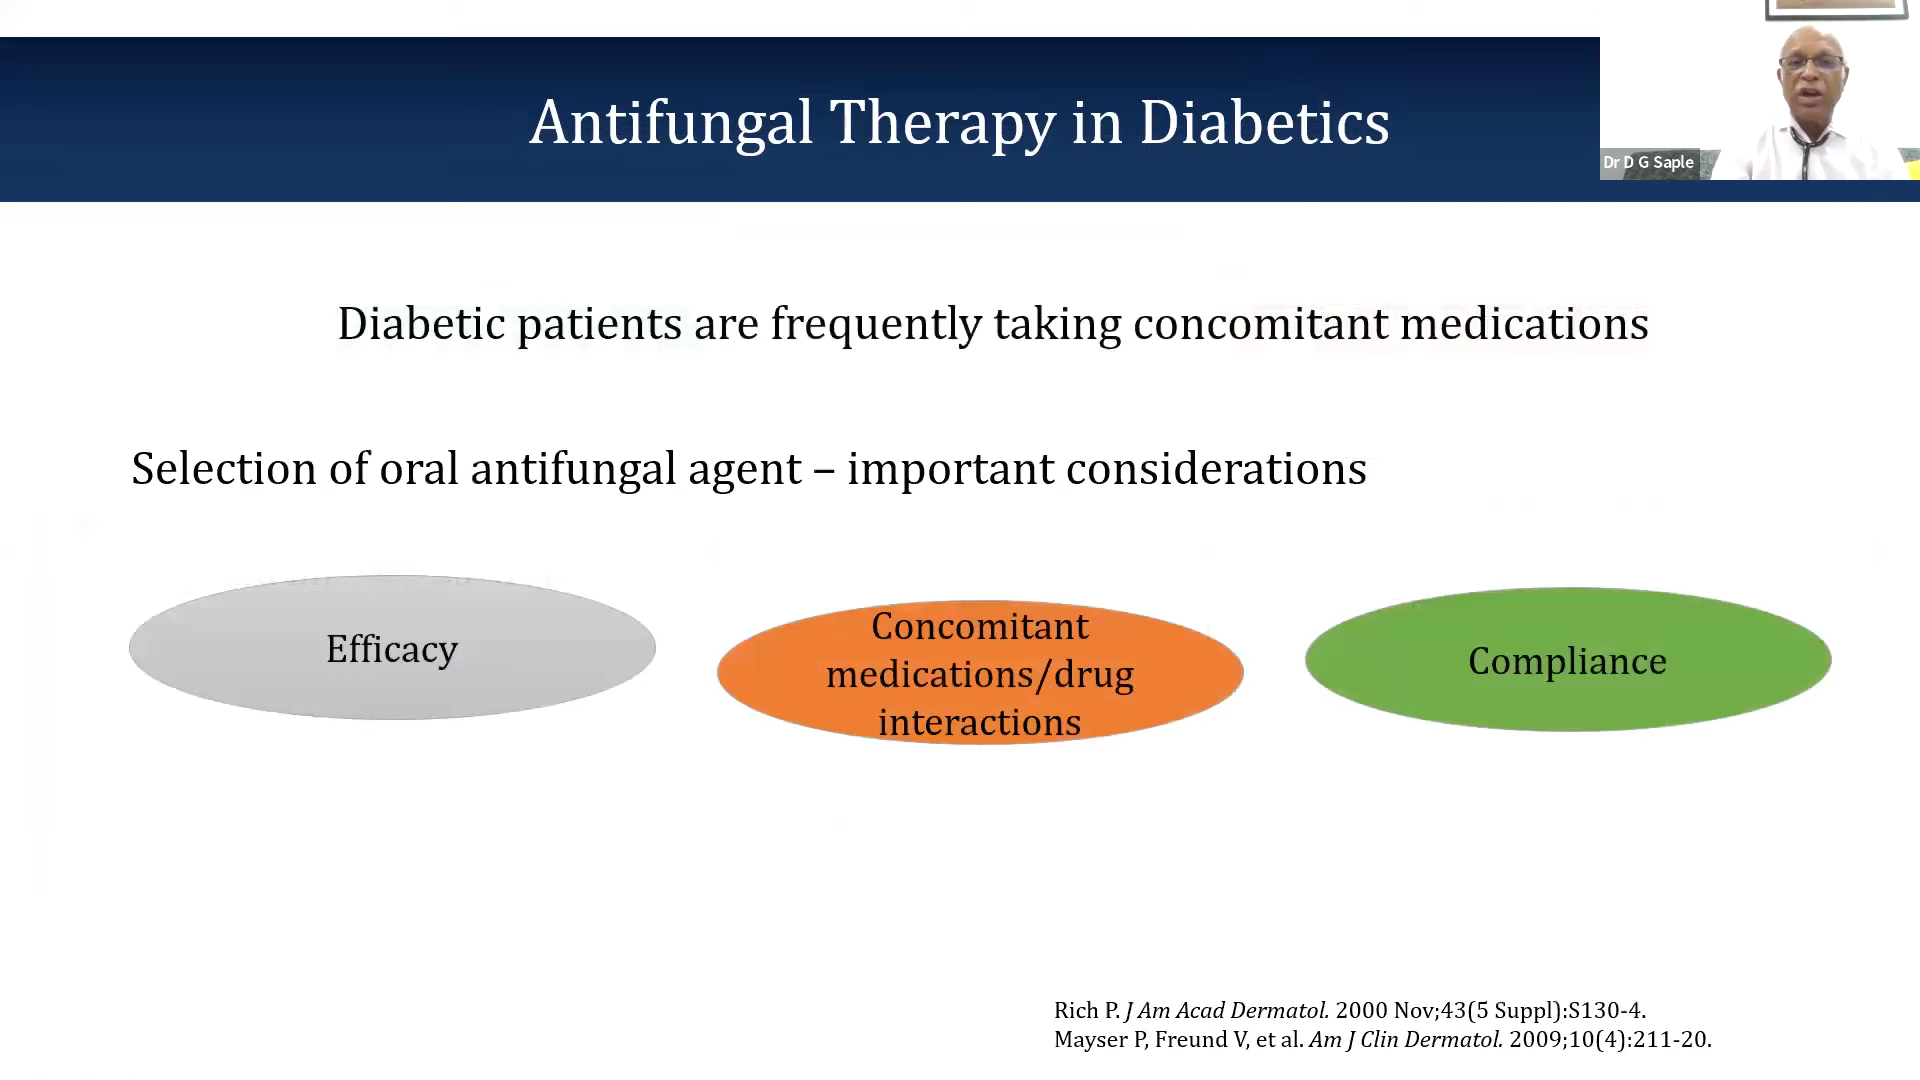 Antifungal Therapy in Diabetics
Dr D G Saple
Diabetic patients are frequently taking concomitant medications
Selection of oral antifungal agent – important considerations
Efficacy
Concomitant
medications/drug
interactions
Compliance
Rich P. J Am Acad Dermatol. 2000 Nov;43(5 Suppl):S130-4.
Mayser P, Freund V, et al. Am J Clin Dermatol. 2009;10(4):211-20.